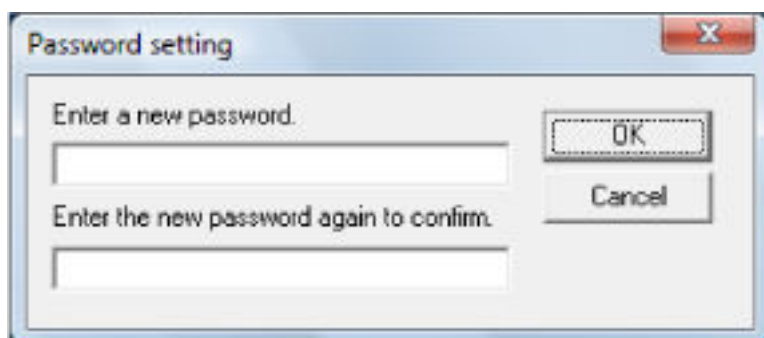 Password setting
Enter a new password.
OK
Cancel
Enter the new password again to confirm.